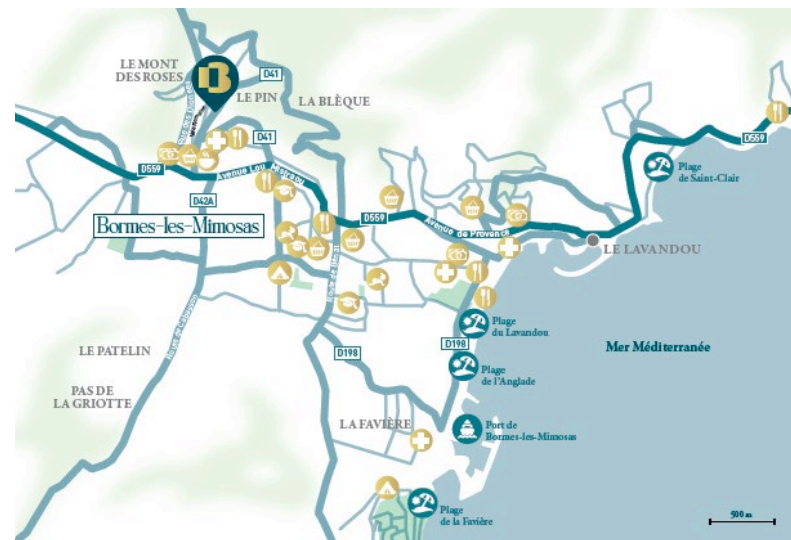 LE MONT
DES ROSES
B
D41
LE PIN
LA BLÈQUE
D41
D559
Avenue Lou Mistraou
D42A
Bormes-les-Mimosas
D559
Avenue de Provence
D559
Plage
de Saint-Clair
LE LAVANDOU
Route de Bénat
Plage
du Lavandou
Mer Méditerranée
D198
D198
Plage
de l'Anglade
LE PATELIN
PAS DE
LA GRIOTTE
LA FAVIÈRE
Port de
Bormes-les-Mimosas
Plage
de la Favière
500 m